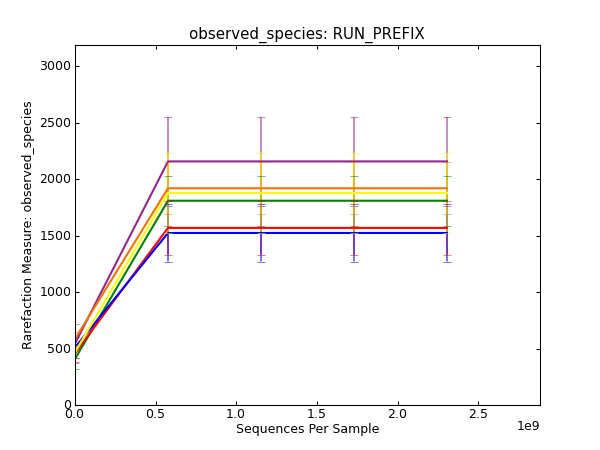 observed_species: RUN_PREFIX
Rarefaction Measure: observed_species
3000
2500
2000
1500
1000
500
0
0.0 0.5 1.0 1.5 2.0 2.5
1e9
Sequences Per Sample